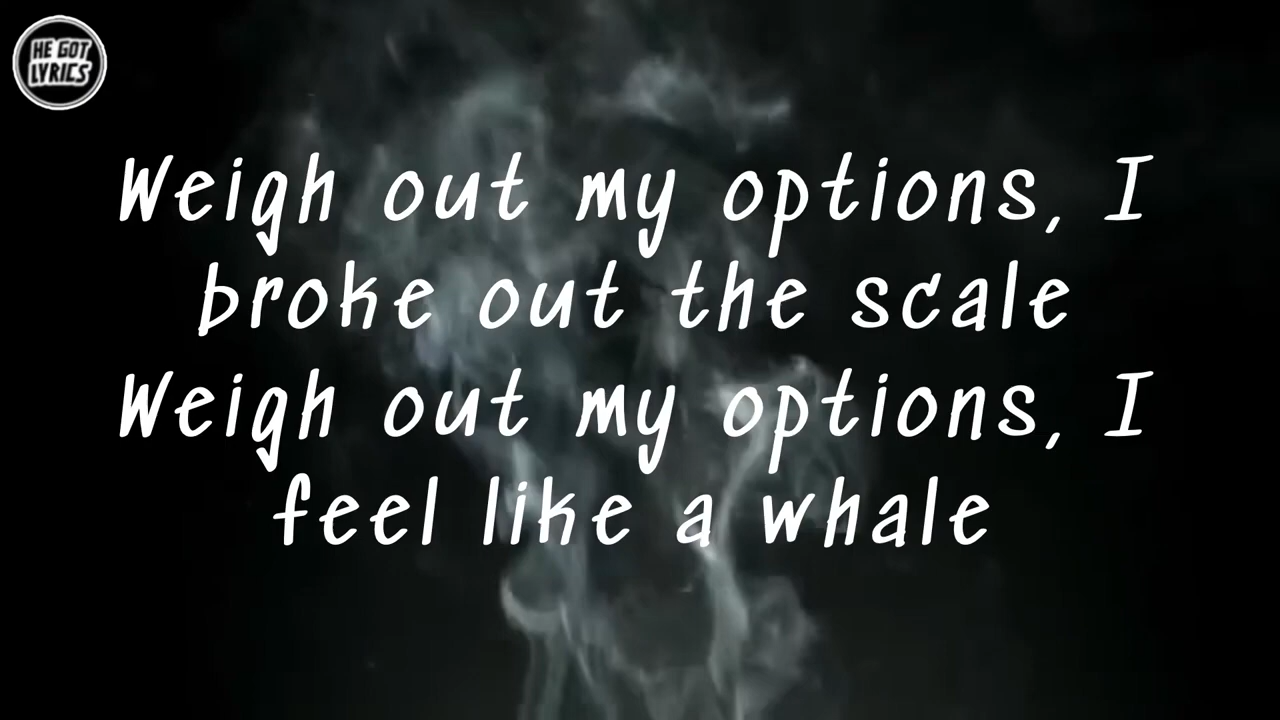 HE GOT
LYRICS
Weigh out my options, I
broke out the scale
Weigh out my options, I
feel like a whale